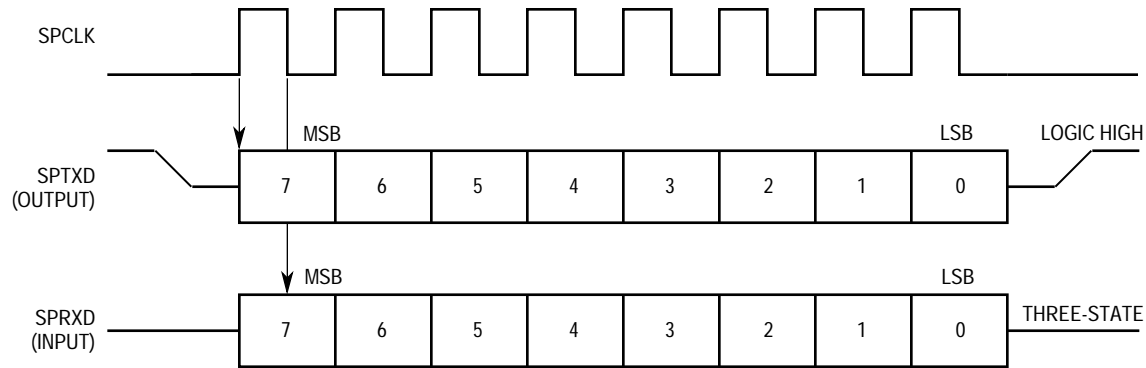 SPCLK
MSB
LSB
LOGIC HIGH
SPTXD
(OUTPUT)
7 6 5 4 3 2 1 0
MSB
LSB
SPRXD
(INPUT)
7 6 5 4 3 2 1 0
THREE-STATE